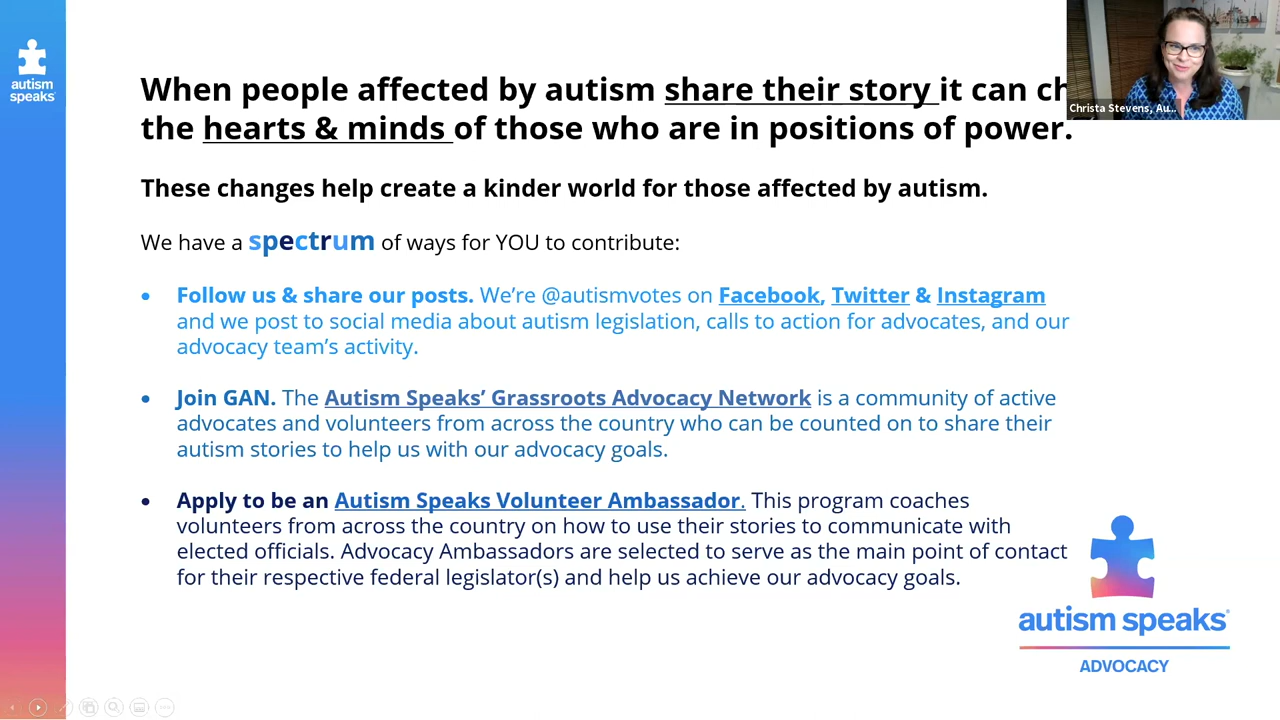 autism
speaks
When people affected by autism share their story it can ch
the hearts & minds of those who are in positions of power.
Christa Stevens, Au...
These changes help create a kinder world for those affected by autism.
We have a spectrum of ways for YOU to contribute:
• Follow us & share our posts. We're @autismvotes on Facebook, Twitter & Instagram
and we post to social media about autism legislation, calls to action for advocates, and our
advocacy team's activity.
• Join GAN. The Autism Speaks' Grassroots Advocacy Network is a community of active
advocates and volunteers from across the country who can be counted on to share their
autism stories to help us with our advocacy goals.
• Apply to be an Autism Speaks Volunteer Ambassador. This program coaches
volunteers from across the country on how to use their stories to communicate with
elected officials. Advocacy Ambassadors are selected to serve as the main point of contact
for their respective federal legislator(s) and help us achieve our advocacy goals.
autism speaks
ADVOCACY